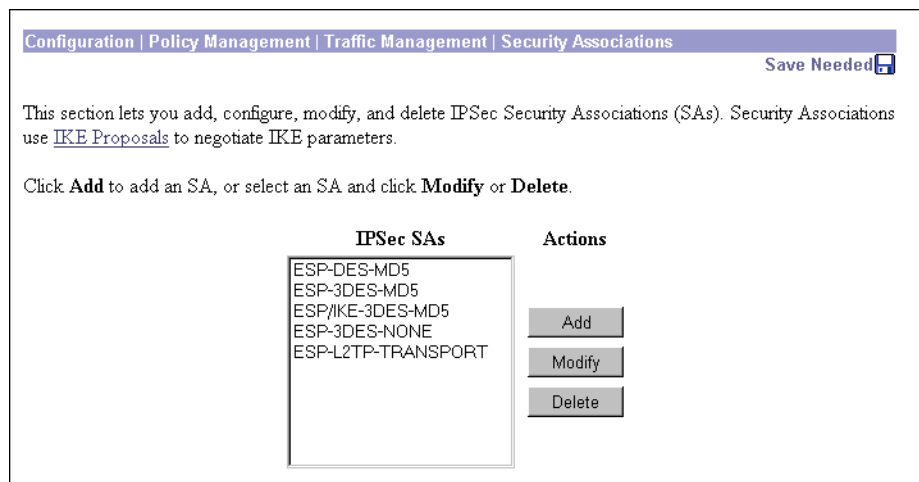 Configuration | Policy Management | Traffic Management | Security Associations
Save Needed
This section lets you add, configure, modify, and delete IPSec Security Associations (SAs). Security Associations
use IKE Proposals to negotiate IKE parameters.
Click Add to add an SA, or select an SA and click Modify or Delete.
IPSec SAs
Actions
ESP-DES-MD5
ESP-3DES-MD5
ESP/IKE-3DES-MD5
ESP-3DES-NONE
ESP-L2TP-TRANSPORT
Add
Modify
Delete